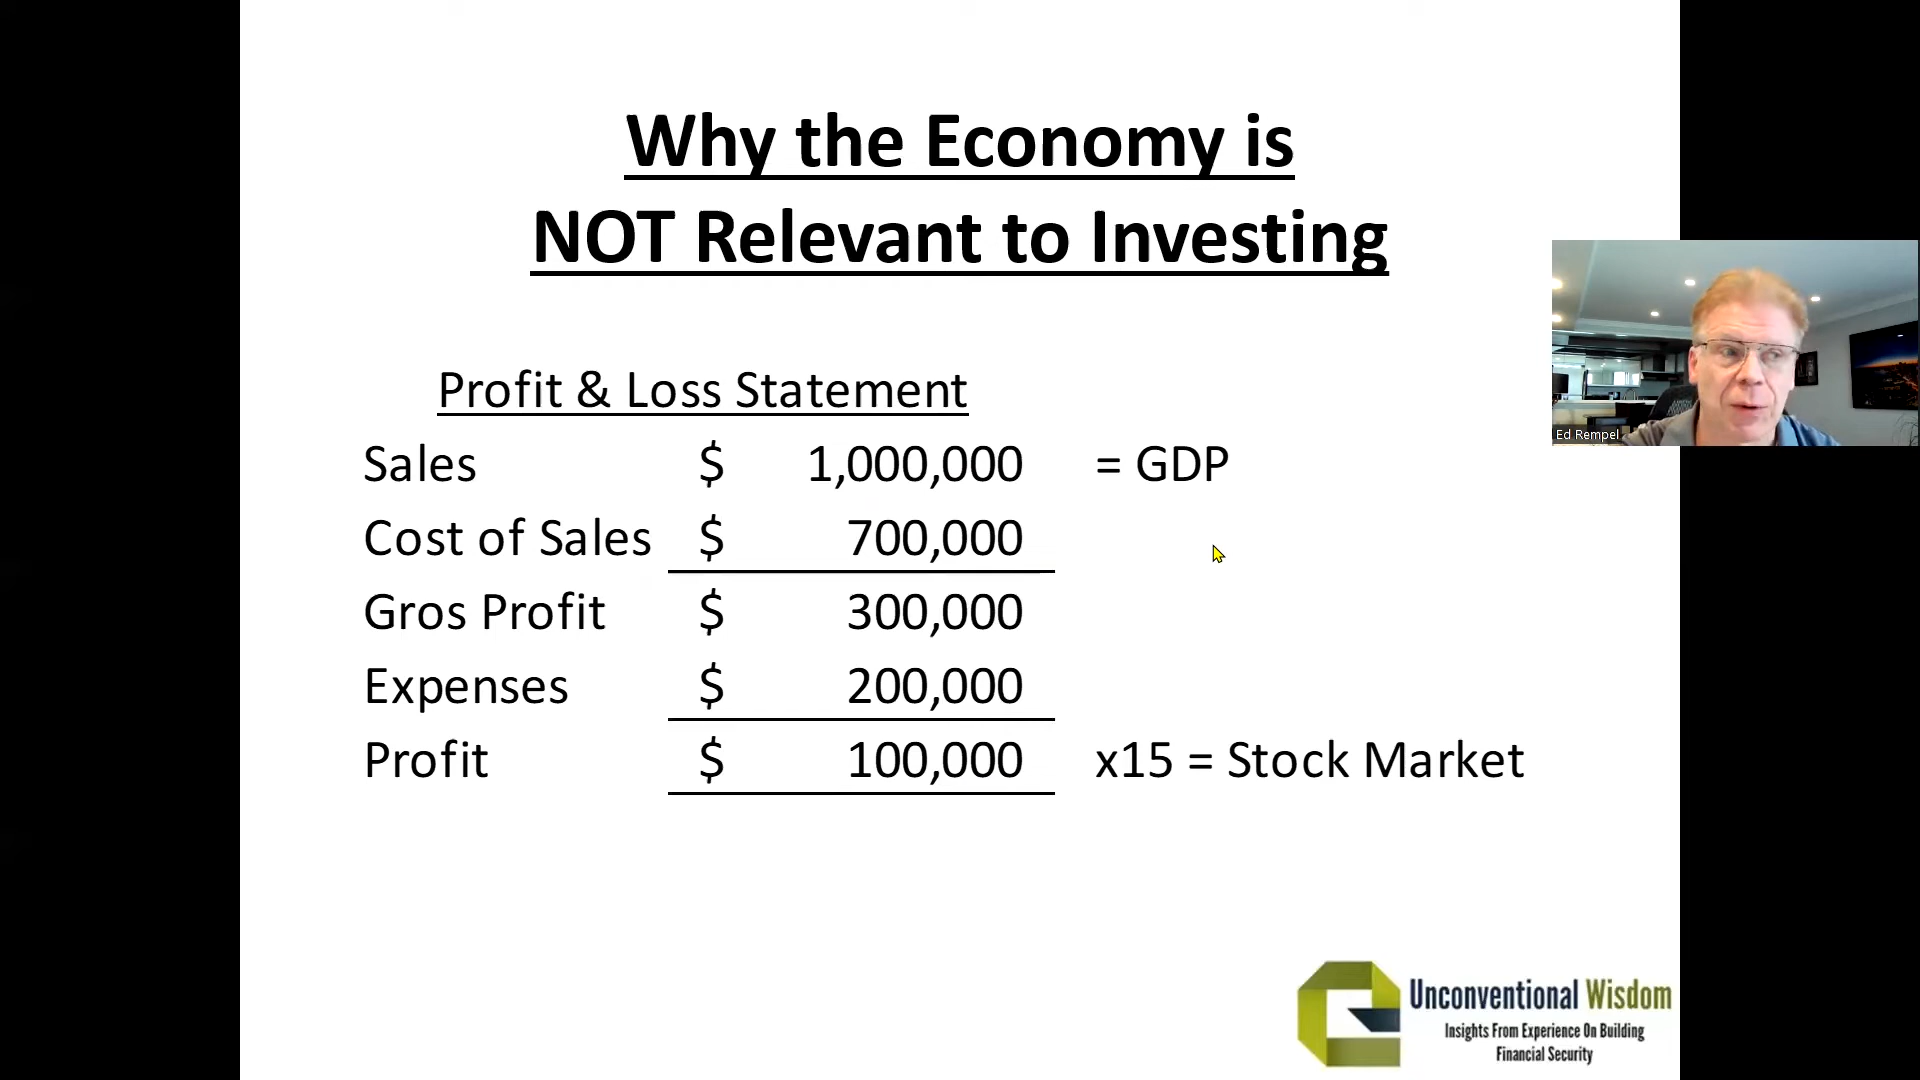 Why the Economy is
NOT Relevant to Investing
Profit & Loss Statement
Sales $ 1,000,000 = GDP
Cost of Sales $ 700,000
Gros Profit $ 300,000
Expenses $ 200,000
Profit $ 100,000 x15 = Stock Market
Ed Rempel
Unconventional Wisdom
Insights From Experience On Building
Financial Security